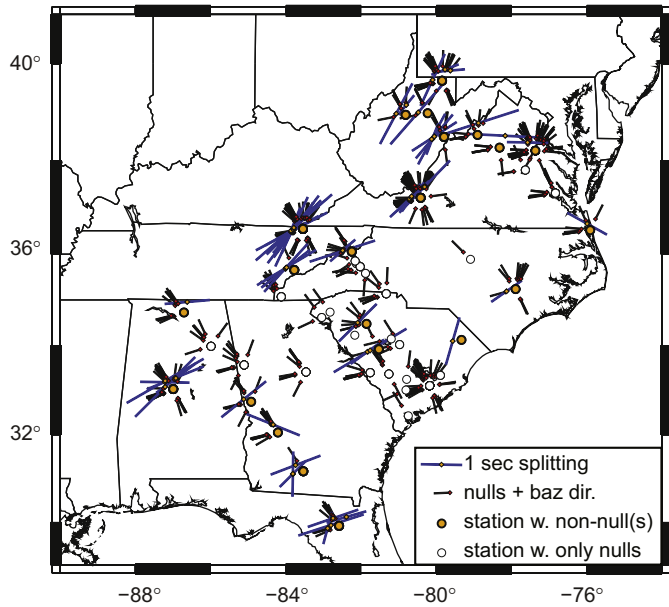 40°
36°
32°
1 sec splitting
nulls + baz dir.
station w. non-null(s)
station w. only nulls
−88° −84° −80° −76°